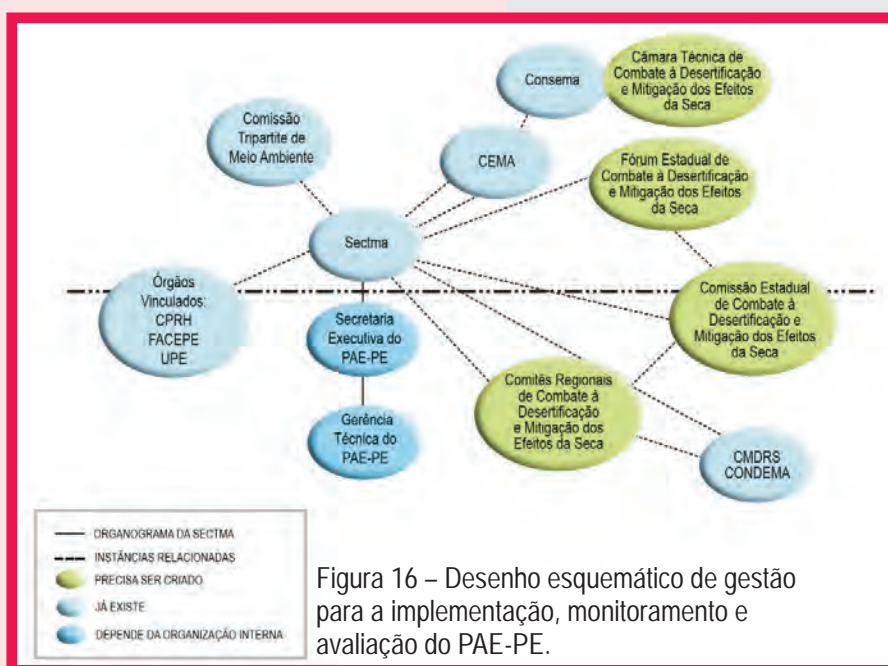 Câmara Técnica de
Combate à Desertificação
e Mitigação dos Efeitos
da Seca
Consema
Comissão
Tripartite de
Meio Ambiente
CEMA
Fórum Estadual de
Combate à Desertificação
e Mitigação dos Efeitos
da Seca
Sectma
Órgãos
Vinculados:
CPRH
FACEPE
UPE
Comissão Estadual
de Combate à
Desertificação e
Mitigação dos Efeitos
da Seca
Secretaria
Executiva do
PAE-PE
Comitês Regionais
de Combate à
Desertificação
e Mitigação dos
Efeitos da Seca
Gerência
Técnica do
PAE-PE
CMDRS
CONDEMA
ORGANOGRAMA DA SECTMA
INSTÂNCIAS RELACIONADAS
PRECISA SER CRIADO
JÁ EXISTE
DEPENDE DA ORGANIZAÇÃO INTERNA
Figura 16 – Desenho esquemático de gestão
para a implementação, monitoramento e
avaliação do PAE-PE.